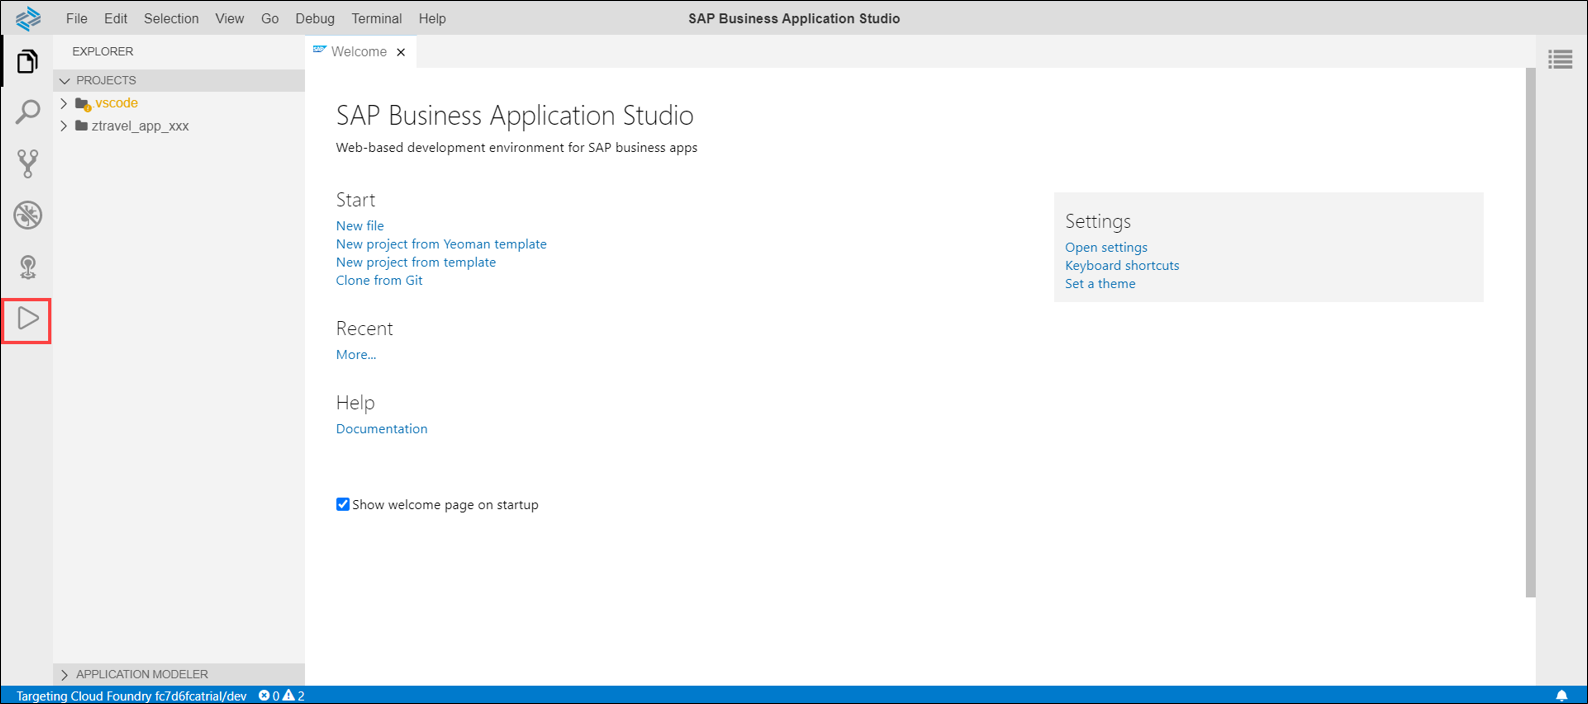 File Edit Selection View Go Debug Terminal Help
SAP Business Application Studio
EXPLORER
PROJECTS
.vscode
ztravel_app_xxx
APPLICATION MODELER
SAP Welcome
SAP Business Application Studio
Web-based development environment for SAP business apps
Start
New file
New project from Yeoman template
New project from template
Clone from Git
Recent
More...
Help
Documentation
Show welcome page on startup
Settings
Open settings
Keyboard shortcuts
Set a theme
Targeting Cloud Foundry fc7d6fcatrial/dev 0 2